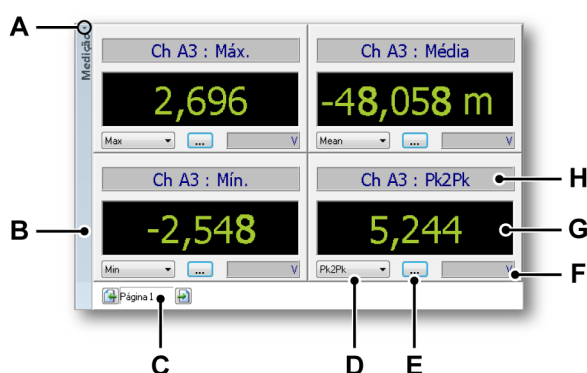 A
Medição
Ch A3 : Máx.
Ch A3 : Média
2,696
-48,058 m
Max
...
V
Mean
...
V
Ch A3 : Mín.
Ch A3 : Pk2Pk
H
B
-2,548
5,244
G
Min
...
V
Pk2Pk
...
V
F
Página 1
C
D
E